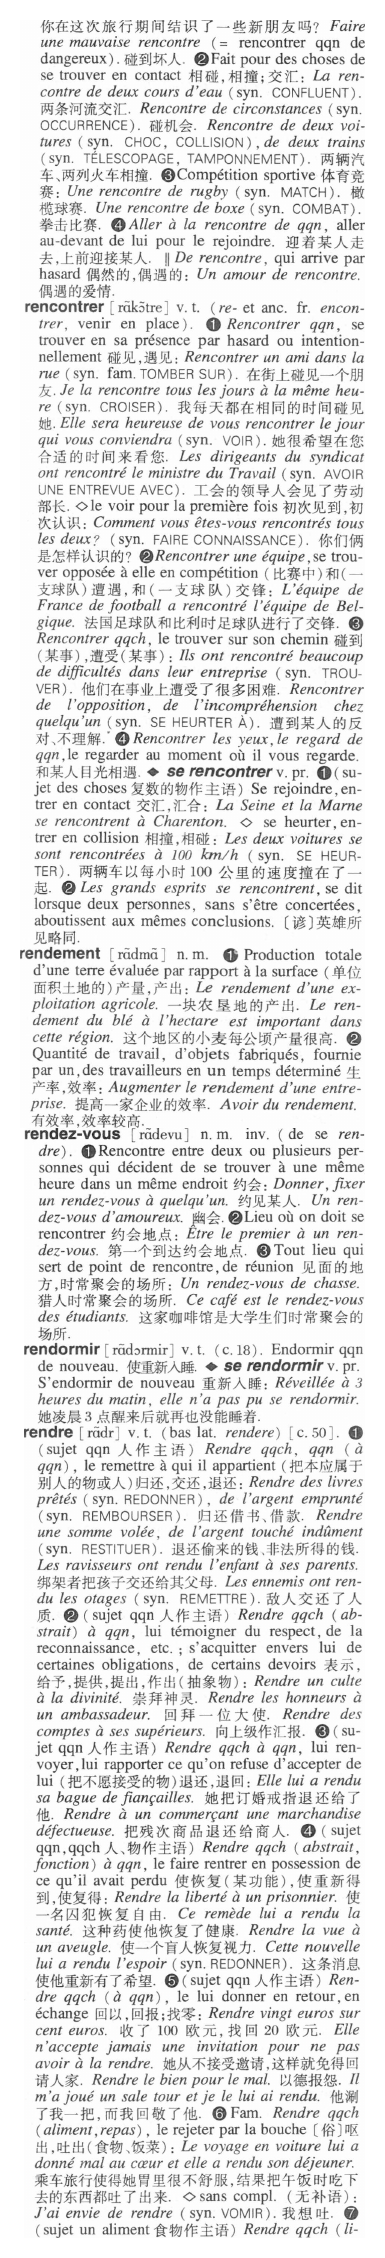 你在这次旅行期间结识了一些新朋友吗? Faire
une mauvaise rencontre (= rencontrer qqn de
dangereux). 碰到坏人. ❷Fait pour des choses de
se trouver en contact 相碰,相撞;交汇: La ren-
contre de deux cours d'eau (syn. CONFLUENT).
两条河流交汇. Rencontre de circonstances (syn.
OCCURRENCE). 碰机会. Rencontre de deux voi-
tures (syn. CHOC, COLLISION), de deux trains
(syn. TÉLESCOPAGE, TAMPONNEMENT). 两辆汽
车、两列火车相撞. ❸Compétition sportive 体育竞
赛: Une rencontre de rugby (syn. MATCH). 橄
榄球赛. Une rencontre de boxe (syn. COMBAT).
拳击比赛. ❹Aller à la rencontre de qqn, aller
au-devant de lui pour le rejoindre. 迎着某人走
去,上前迎接某人. ‖ De rencontre, qui arrive par
hasard 偶然的,偶遇的: Un amour de rencontre.
偶遇的爱情.
rencontrer [rɑ̃kɔ̃tre] v. t. (re- et anc. fr. encon-
trer, venir en place). ❶ Rencontrer qqn, se
trouver en sa présence par hasard ou intention-
nellement 碰见,遇见: Rencontrer un ami dans la
rue (syn. fam. TOMBER SUR). 在街上碰见一个朋
友. Je la rencontre tous les jours à la même heu-
re (syn. CROISER). 我每天都在相同的时间碰见
她. Elle sera heureuse de vous rencontrer le jour
qui vous conviendra (syn. VOIR). 她很希望在您
合适的时间来看您. Les dirigeants du syndicat
ont rencontré le ministre du Travail (syn. AVOIR
UNE ENTREVUE AVEC). 工会的领导人会见了劳动
部长. ◇le voir pour la première fois 初次见到,初
次认识: Comment vous êtes-vous rencontrés tous
les deux? (syn. FAIRE CONNAISSANCE). 你们俩
是怎样认识的? ❷Rencontrer une équipe, se trou-
ver opposée à elle en compétition (比赛中)和(一
支球队)遭遇,和(一支球队)交锋: L'équipe de
France de football a rencontré l'équipe de Bel-
gique. 法国足球队和比利时足球队进行了交锋. ❸
Rencontrer qqch, le trouver sur son chemin 碰到
(某事),遭受(某事): Ils ont rencontré beaucoup
de difficultés dans leur entreprise (syn. TROU-
VER). 他们在事业上遭受了很多困难. Rencontrer
de l'opposition, de l'incompréhension chez
quelqu'un (syn. SE HEURTER À). 遭到某人的反
对、不理解. ❹Rencontrer les yeux, le regard de
qqn, le regarder au moment où il vous regarde.
和某人目光相遇. ◆ se rencontrer v. pr. ❶(su-
jet des choses 复数的物作主语) Se rejoindre, en-
trer en contact 交汇,汇合: La Seine et la Marne
se rencontrent à Charenton. ◇ se heurter, en-
trer en collision 相撞,相碰: Les deux voitures se
sont rencontrées à 100 km/h (syn. SE HEUR-
TER). 两辆车以每小时 100 公里的速度撞在了一
起. ❷ Les grands esprits se rencontrent, se dit
lorsque deux personnes, sans s'être concertées,
aboutissent aux mêmes conclusions. [谚]英雄所
见略同.
rendement [rɑ̃dmɑ̃] n. m. ❶ Production totale
d'une terre évaluée par rapport à la surface (单位
面积土地的)产量,产出: Le rendement d'une ex-
ploitation agricole. 一块农垦地的产出. Le ren-
dement du blé à l'hectare est important dans
cette région. 这个地区的小麦每公顷产量很高. ❷
Quantité de travail, d'objets fabriqués, fournie
par un, des travailleurs en un temps déterminé 生
产率,效率: Augmenter le rendement d'une entre-
prise. 提高一家企业的效率. Avoir du rendement.
有效率,效率较高.
rendez-vous [rɑ̃devu] n. m. inv. (de se ren-
dre). ❶Rencontre entre deux ou plusieurs per-
sonnes qui décident de se trouver à une même
heure dans un même endroit 约会: Donner, fixer
un rendez-vous à quelqu'un. 约见某人. Un ren-
dez-vous d'amoureux. 幽会. ❷Lieu où on doit se
rencontrer 约会地点: Être le premier à un ren-
dez-vous. 第一个到达约会地点. ❸Tout lieu qui
sert de point de rencontre, de réunion 见面的地
方,时常聚会的场所: Un rendez-vous de chasse.
猎人时常聚会的场所. Ce café est le rendez-vous
des étudiants. 这家咖啡馆是大学生们时常聚会的
场所.
rendormir [rɑ̃dɔrmir] v. t. (c. 18). Endormir qqn
de nouveau. 使重新入睡. ◆ se rendormir v. pr.
S'endormir de nouveau 重新入睡: Réveillée à 3
heures du matin, elle n'a pas pu se rendormir.
她凌晨 3 点醒来后就再也没能睡着.
rendre [rɑ̃dr] v. t. (bas lat. rendere) [c. 50]. ❶
(sujet qqn 人作主语) Rendre qqch, qqn (à
qqn), le remettre à qui il appartient (把本应属于
别人的物或人)归还,交还,退还: Rendre des livres
prêtés (syn. REDONNER), de l'argent emprunté
(syn. REMBOURSER). 归还借书、借款. Rendre
une somme volée, de l'argent touché indûment
(syn. RESTITUER). 退还偷来的钱、非法所得的钱.
Les ravisseurs ont rendu l'enfant à ses parents.
绑架者把孩子交还给其父母. Les ennemis ont ren-
du les otages (syn. REMETTRE). 敌人交还了人
质. ❷ (sujet qqn 人作主语) Rendre qqch (ab-
strait) à qqn, lui témoigner du respect, de la
reconnaissance, etc.; s'acquitter envers lui de
certaines obligations, de certains devoirs 表示,
给予,提供,提出,作出(抽象物): Rendre un culte
à la divinité. 崇拜神灵. Rendre les honneurs à
un ambassadeur. 回拜一位大使. Rendre des
comptes à ses supérieurs. 向上级作汇报. ❸(su-
jet qqn 人作主语) Rendre qqch à qqn, lui ren-
voyer, lui rapporter ce qu'on refuse d'accepter de
lui (把不愿接受的物)退还,退回: Elle lui a rendu
sa bague de fiançailles. 她把订婚戒指退还给了
他. Rendre à un commerçant une marchandise
défectueuse. 把残次商品退还给商人. ❹ (sujet
qqn, qqch 人、物作主语) Rendre qqch (abstrait,
fonction) à qqn, le faire rentrer en possession de
ce qu'il avait perdu 使恢复(某功能),使重新得
到,使复得: Rendre la liberté à un prisonnier. 使
一名囚犯恢复自由. Ce remède lui a rendu la
santé. 这种药使他恢复了健康. Rendre la vue à
un aveugle. 使一个盲人恢复视力. Cette nouvelle
lui a rendu l'espoir (syn. REDONNER). 这条消息
使他重新有了希望. ❺(sujet qqn 人作主语) Ren-
dre qqch (à qqn), le lui donner en retour, en
échange 回以,回报;找零: Rendre vingt euros sur
cent euros. 收了 100 欧元,找回 20 欧元. Elle
n'accepte jamais une invitation pour ne pas
avoir à la rendre. 她从不接受邀请,这样就免得回
请人家. Rendre le bien pour le mal. 以德报怨. Il
m'a joué un sale tour et je le lui ai rendu. 他涮
了我一把,而我回敬了他. ❻ Fam. Rendre qqch
(aliment, repas), le rejeter par la bouche [俗]呕
出,吐出(食物、饭菜): Le voyage en voiture lui a
donné mal au cœur et elle a rendu son déjeuner.
乘车旅行使得她胃里很不舒服,结果把午饭时吃下
去的东西都吐了出来. ◇sans compl. (无补语):
J'ai envie de rendre (syn. VOMIR). 我想吐. ❼
(sujet un aliment 食物作主语) Rendre qqch (li-